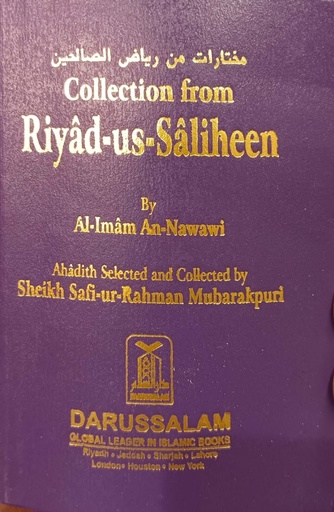 مختارات من رياض الصالحين
Collection from
Riyâd-us-Sâliheen
By
Al-Imâm An-Nawawi
Ahâdith Selected and Collected by
Sheikh Safi-ur-Rahman Mubarakpuri
DARUSSALAM
DARUSSALAM
GLOBAL LEADER IN ISLAMIC BOOKS
Riyadh • Jeddah • Sharjah • Lahore
London • Houston • New York